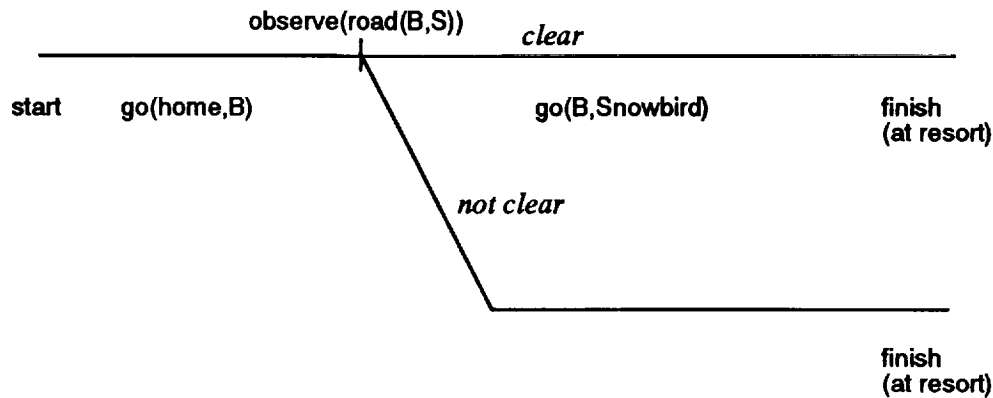 observe(road(B,S))
clear
start
go(home,B)
go(B,Snowbird)
finish
(at resort)
not clear
finish
(at resort)